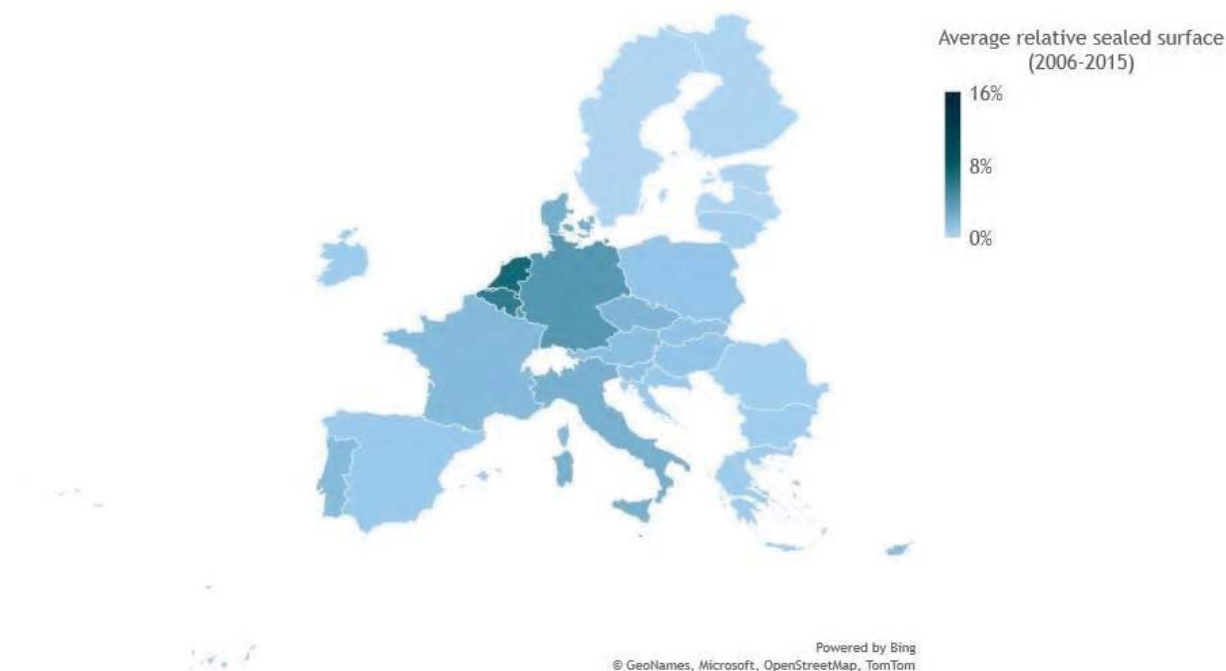 Average relative sealed surface
(2006-2015)
16%
8%
0%
Powered by Bing
© GeoNames, Microsoft, OpenStreetMap, TomTom